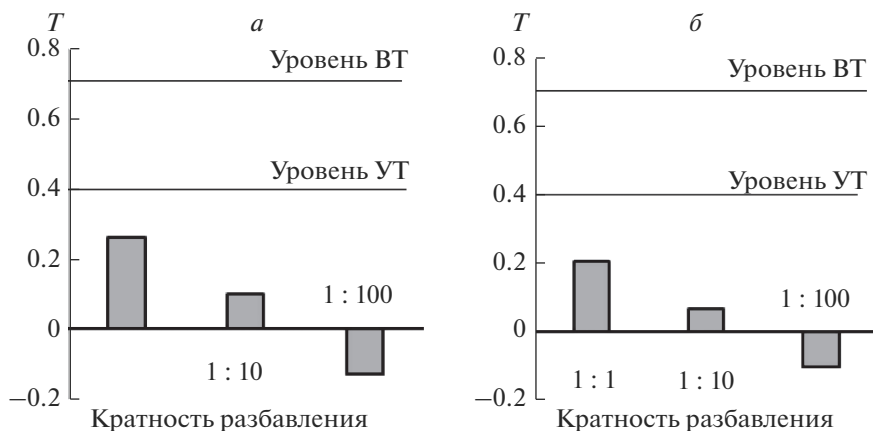 T а
0.8
Уровень ВТ
0.6
0.4
Уровень УТ
0.2
1 : 100
0
1 : 10
−0.2
Кратность разбавления
T б
0.8
Уровень ВТ
0.6
0.4
Уровень УТ
0.2
1 : 100
0
1 : 1 1 : 10
−0.2
Кратность разбавления